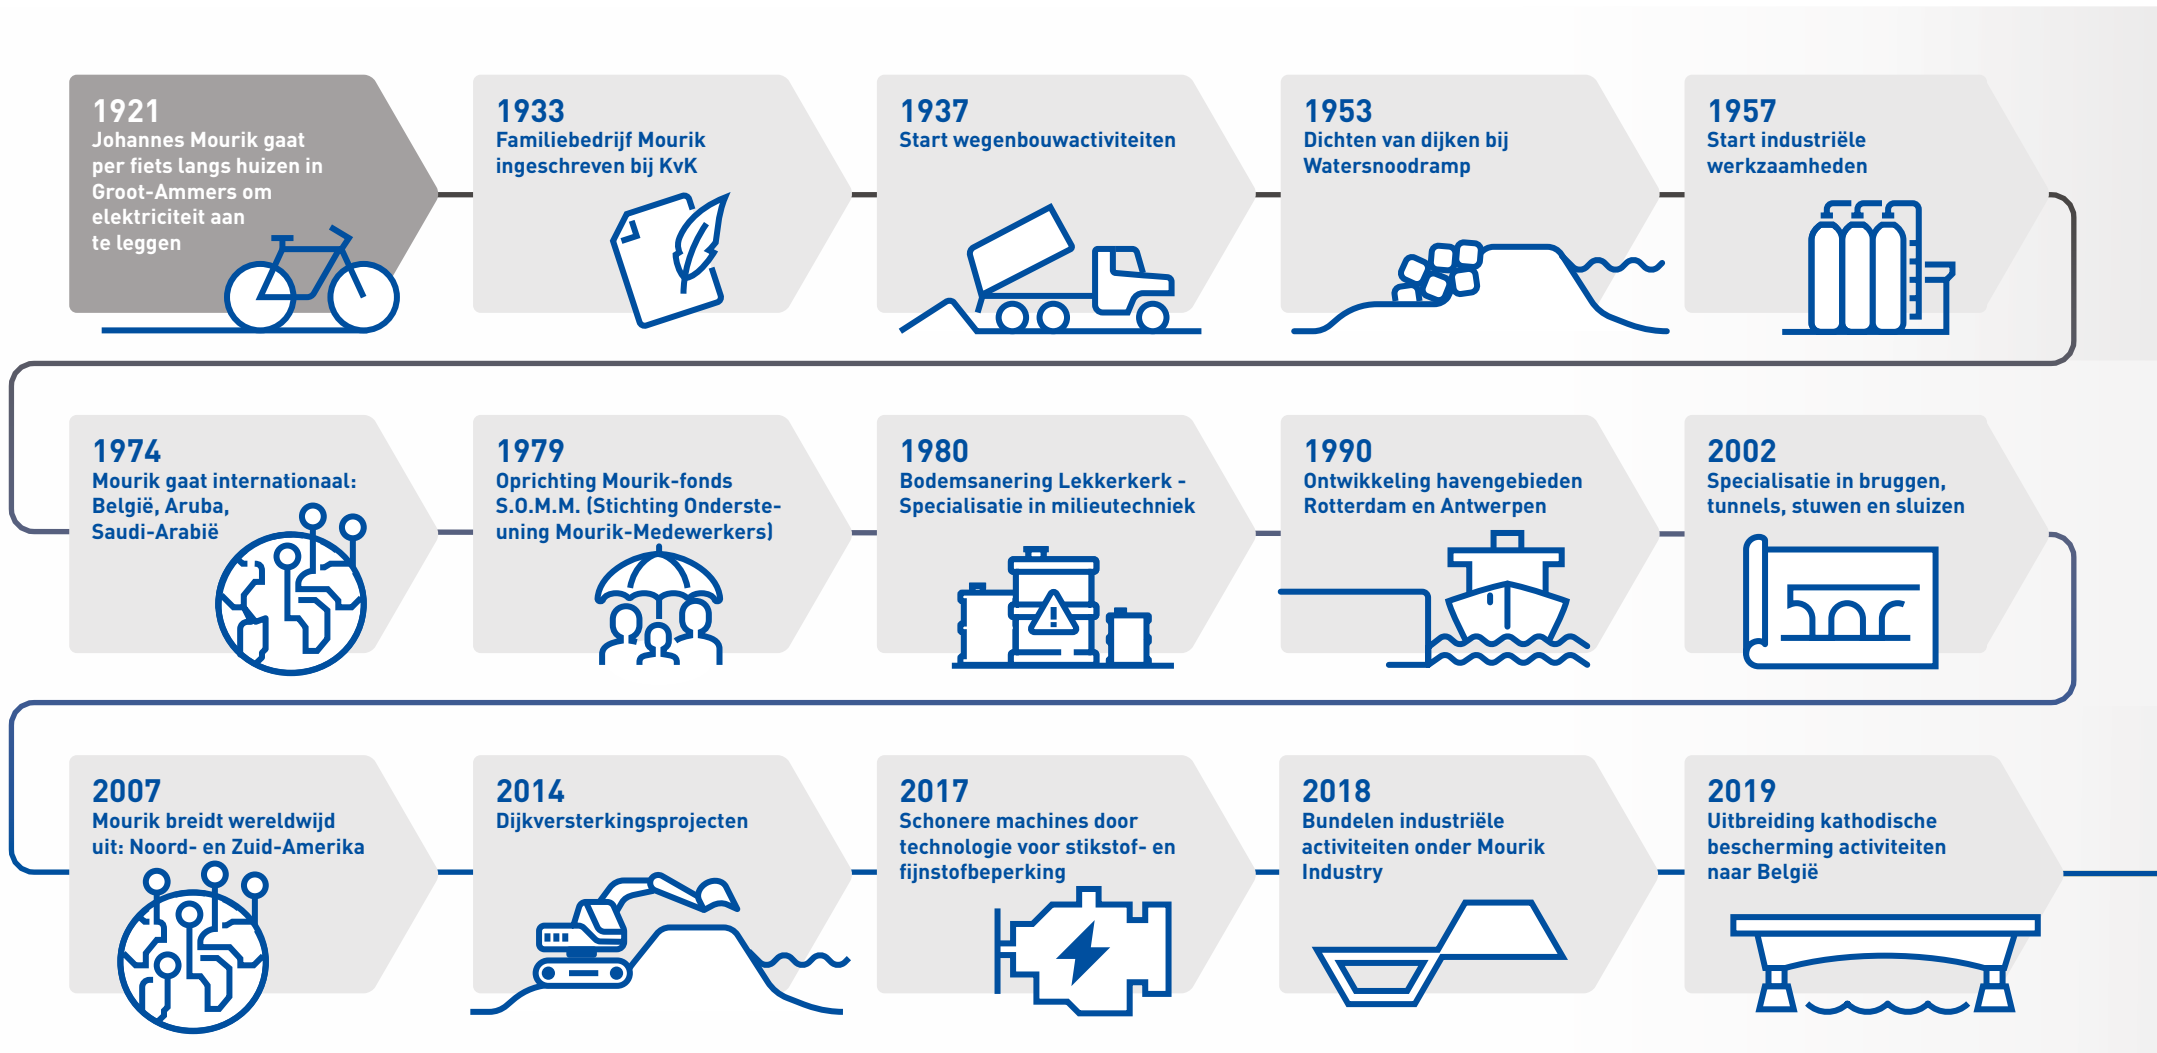 1921
Johannes Mourik gaat
per fiets langs huizen in
Groot-Ammers om
elektriciteit aan
te leggen
1933
Familiebedrijf Mourik
ingeschreven bij KvK
1937
Start wegenbouwactiviteiten
1953
Dichten van dijken bij
Watersnoodramp
1957
Start industriële
werkzaamheden
1974
Mourik gaat internationaal:
België, Aruba,
Saudi-Arabië
1979
Oprichting Mourik-fonds
S.O.M.M. (Stichting Onderste-
uning Mourik-Medewerkers)
1980
Bodemsanering Lekkerkerk -
Specialisatie in milieutechniek
1990
Ontwikkeling havengebieden
Rotterdam en Antwerpen
2002
Specialisatie in bruggen,
tunnels, stuwen en sluizen
2007
Mourik breidt wereldwijd
uit: Noord- en Zuid-Amerika
2014
Dijkversterkingsprojecten
2017
Schonere machines door
technologie voor stikstof- en
fijnstofbeperking
2018
Bundelen industriële
activiteiten onder Mourik
Industry
2019
Uitbreiding kathodische
bescherming activiteiten
naar België